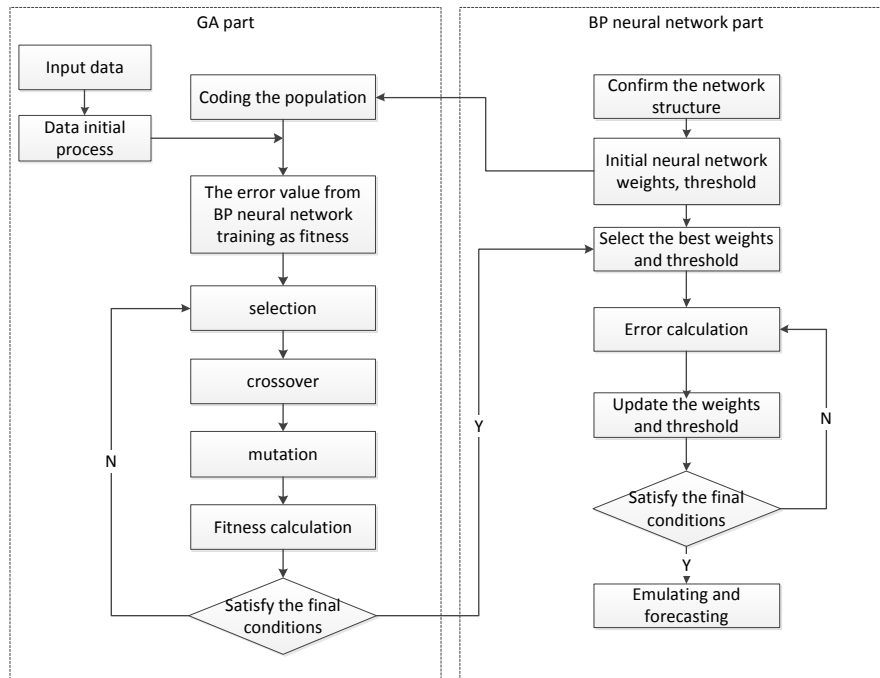 GA part
Input data
Data initial
process
Coding the population
The error value from
BP neural network
training as fitness
selection
crossover
mutation
Fitness calculation
Satisfy the final
conditions
N
Y
BP neural network part
Confirm the network
structure
Initial neural network
weights, threshold
Select the best weights
and threshold
Error calculation
Update the weights
and threshold
N
Satisfy the final
conditions
Y
Emulating and
forecasting